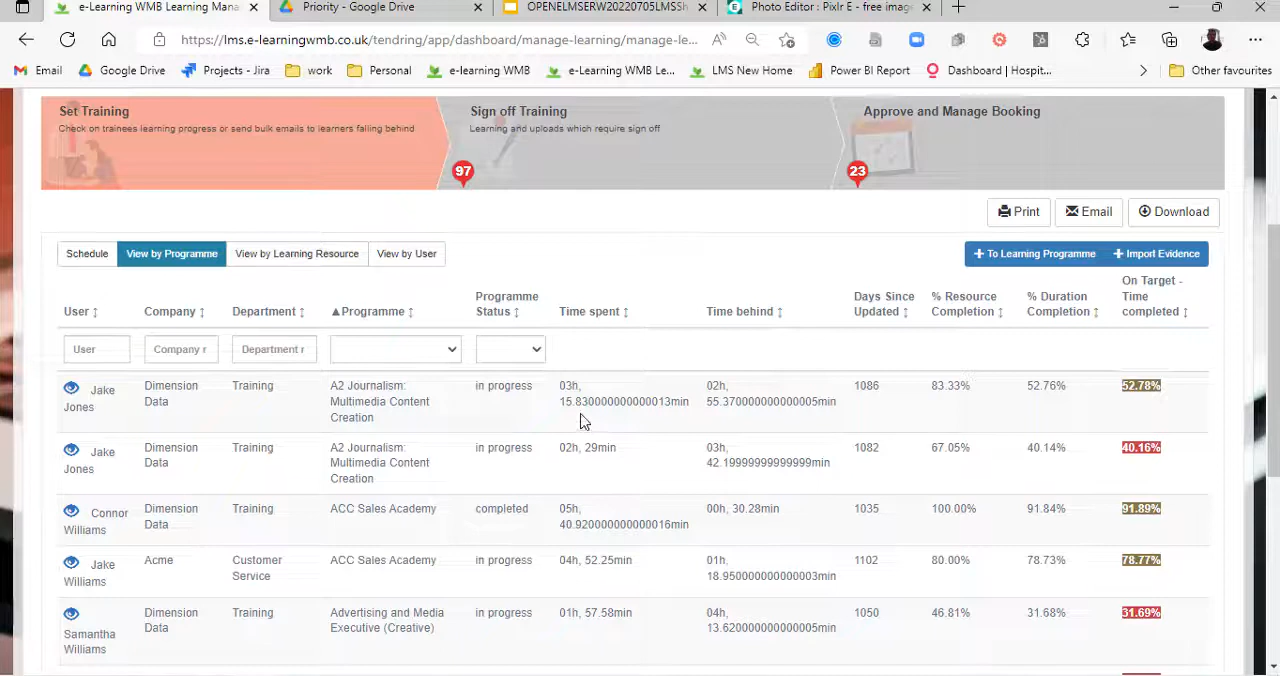 e-Learning WMB Learning Mana
Priority - Google Drive
OPENELMSERW20220705LMSSh
Photo Editor : Pixlr E - free imag
https://lms.e-learningwmb.co.uk/tendring/app/dashboard/manage-learning/manage-le...
Email
Google Drive
Projects - Jira
work
Personal
e-learning WMB
e-Learning WMB Le...
LMS New Home
Power BI Report
Dashboard | Hospit...
Other favourites
Set Training
Check on trainees learning progress or send bulk emails to learners falling behind
Sign off Training
Learning and uploads which require sign off
97
Approve and Manage Booking
23
Print
Email
Download
Schedule
View by Programme
View by Learning Resource
View by User
+ To Learning Programme
+ Import Evidence
User
Company
Department
▲Programme
Programme
Status
Time spent
Time behind
Days Since
Updated
% Resource
Completion
% Duration
Completion
On Target -
Time
completed
User
Company r
Department r
Jake
Jones
Dimension
Data
Training
A2 Journalism:
Multimedia Content
Creation
in progress
03h,
15.830000000000013min
02h,
55.370000000000005min
1086
83.33%
52.76%
52.78%
Jake
Jones
Dimension
Data
Training
A2 Journalism:
Multimedia Content
Creation
in progress
02h, 29min
03h,
42.19999999999999min
1082
67.05%
40.14%
40.16%
Connor
Williams
Dimension
Data
Training
ACC Sales Academy
completed
05h,
40.920000000000016min
00h, 30.28min
1035
100.00%
91.84%
91.89%
Jake
Williams
Acme
Customer
Service
ACC Sales Academy
in progress
04h, 52.25min
01h,
18.950000000000003min
1102
80.00%
78.73%
78.77%
Samantha
Williams
Dimension
Data
Training
Advertising and Media
Executive (Creative)
in progress
01h, 57.58min
04h,
13.620000000000005min
1050
46.81%
31.68%
31.69%